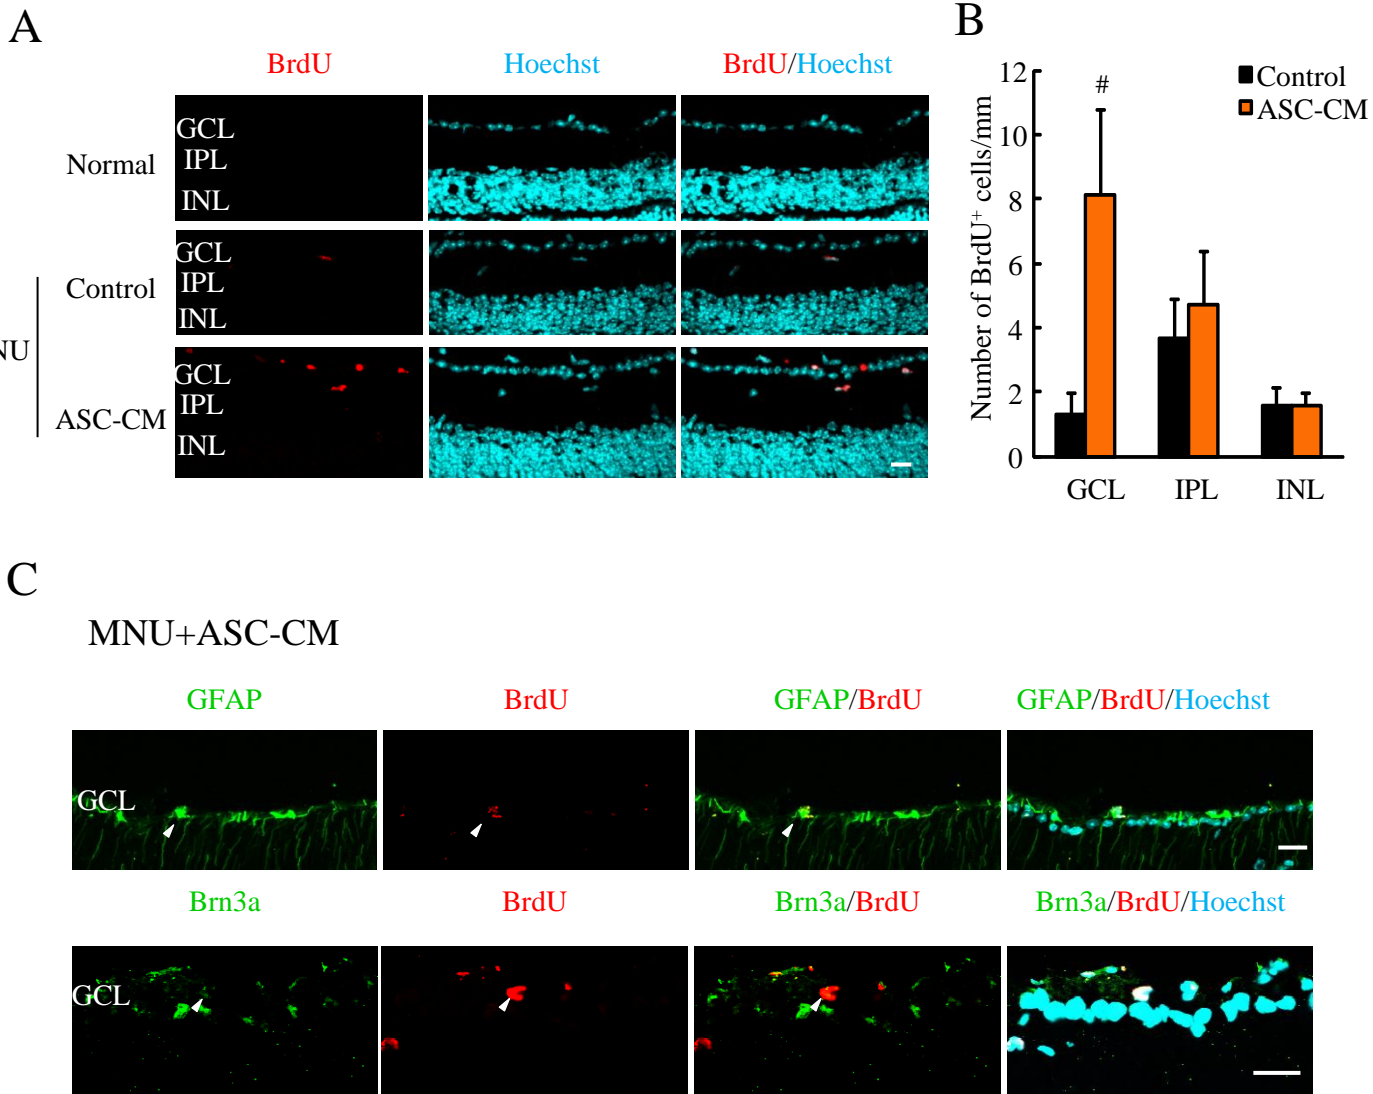 A
BrdU
Hoechst
BrdU/Hoechst
Normal
GCL
IPL
INL
NU
Control
GCL
IPL
INL
ASC-CM
GCL
IPL
INL
B
Number of BrdU⁺ cells/mm
12
10
8
6
4
2
0
#
Control
ASC-CM
GCL
IPL
INL
C
MNU+ASC-CM
GFAP
BrdU
GFAP/BrdU
GFAP/BrdU/Hoechst
GCL
Brn3a
BrdU
Brn3a/BrdU
Brn3a/BrdU/Hoechst
GCL